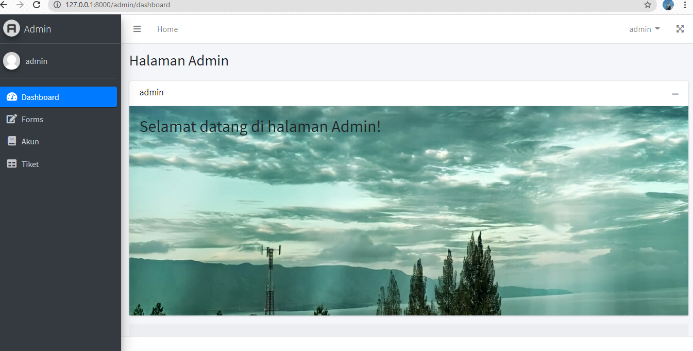 127.0.0.1:8000/admin/dashboard
Admin
Home
admin
admin
Halaman Admin
admin
Selamat datang di halaman Admin!
Dashboard
Forms
Akun
Tiket